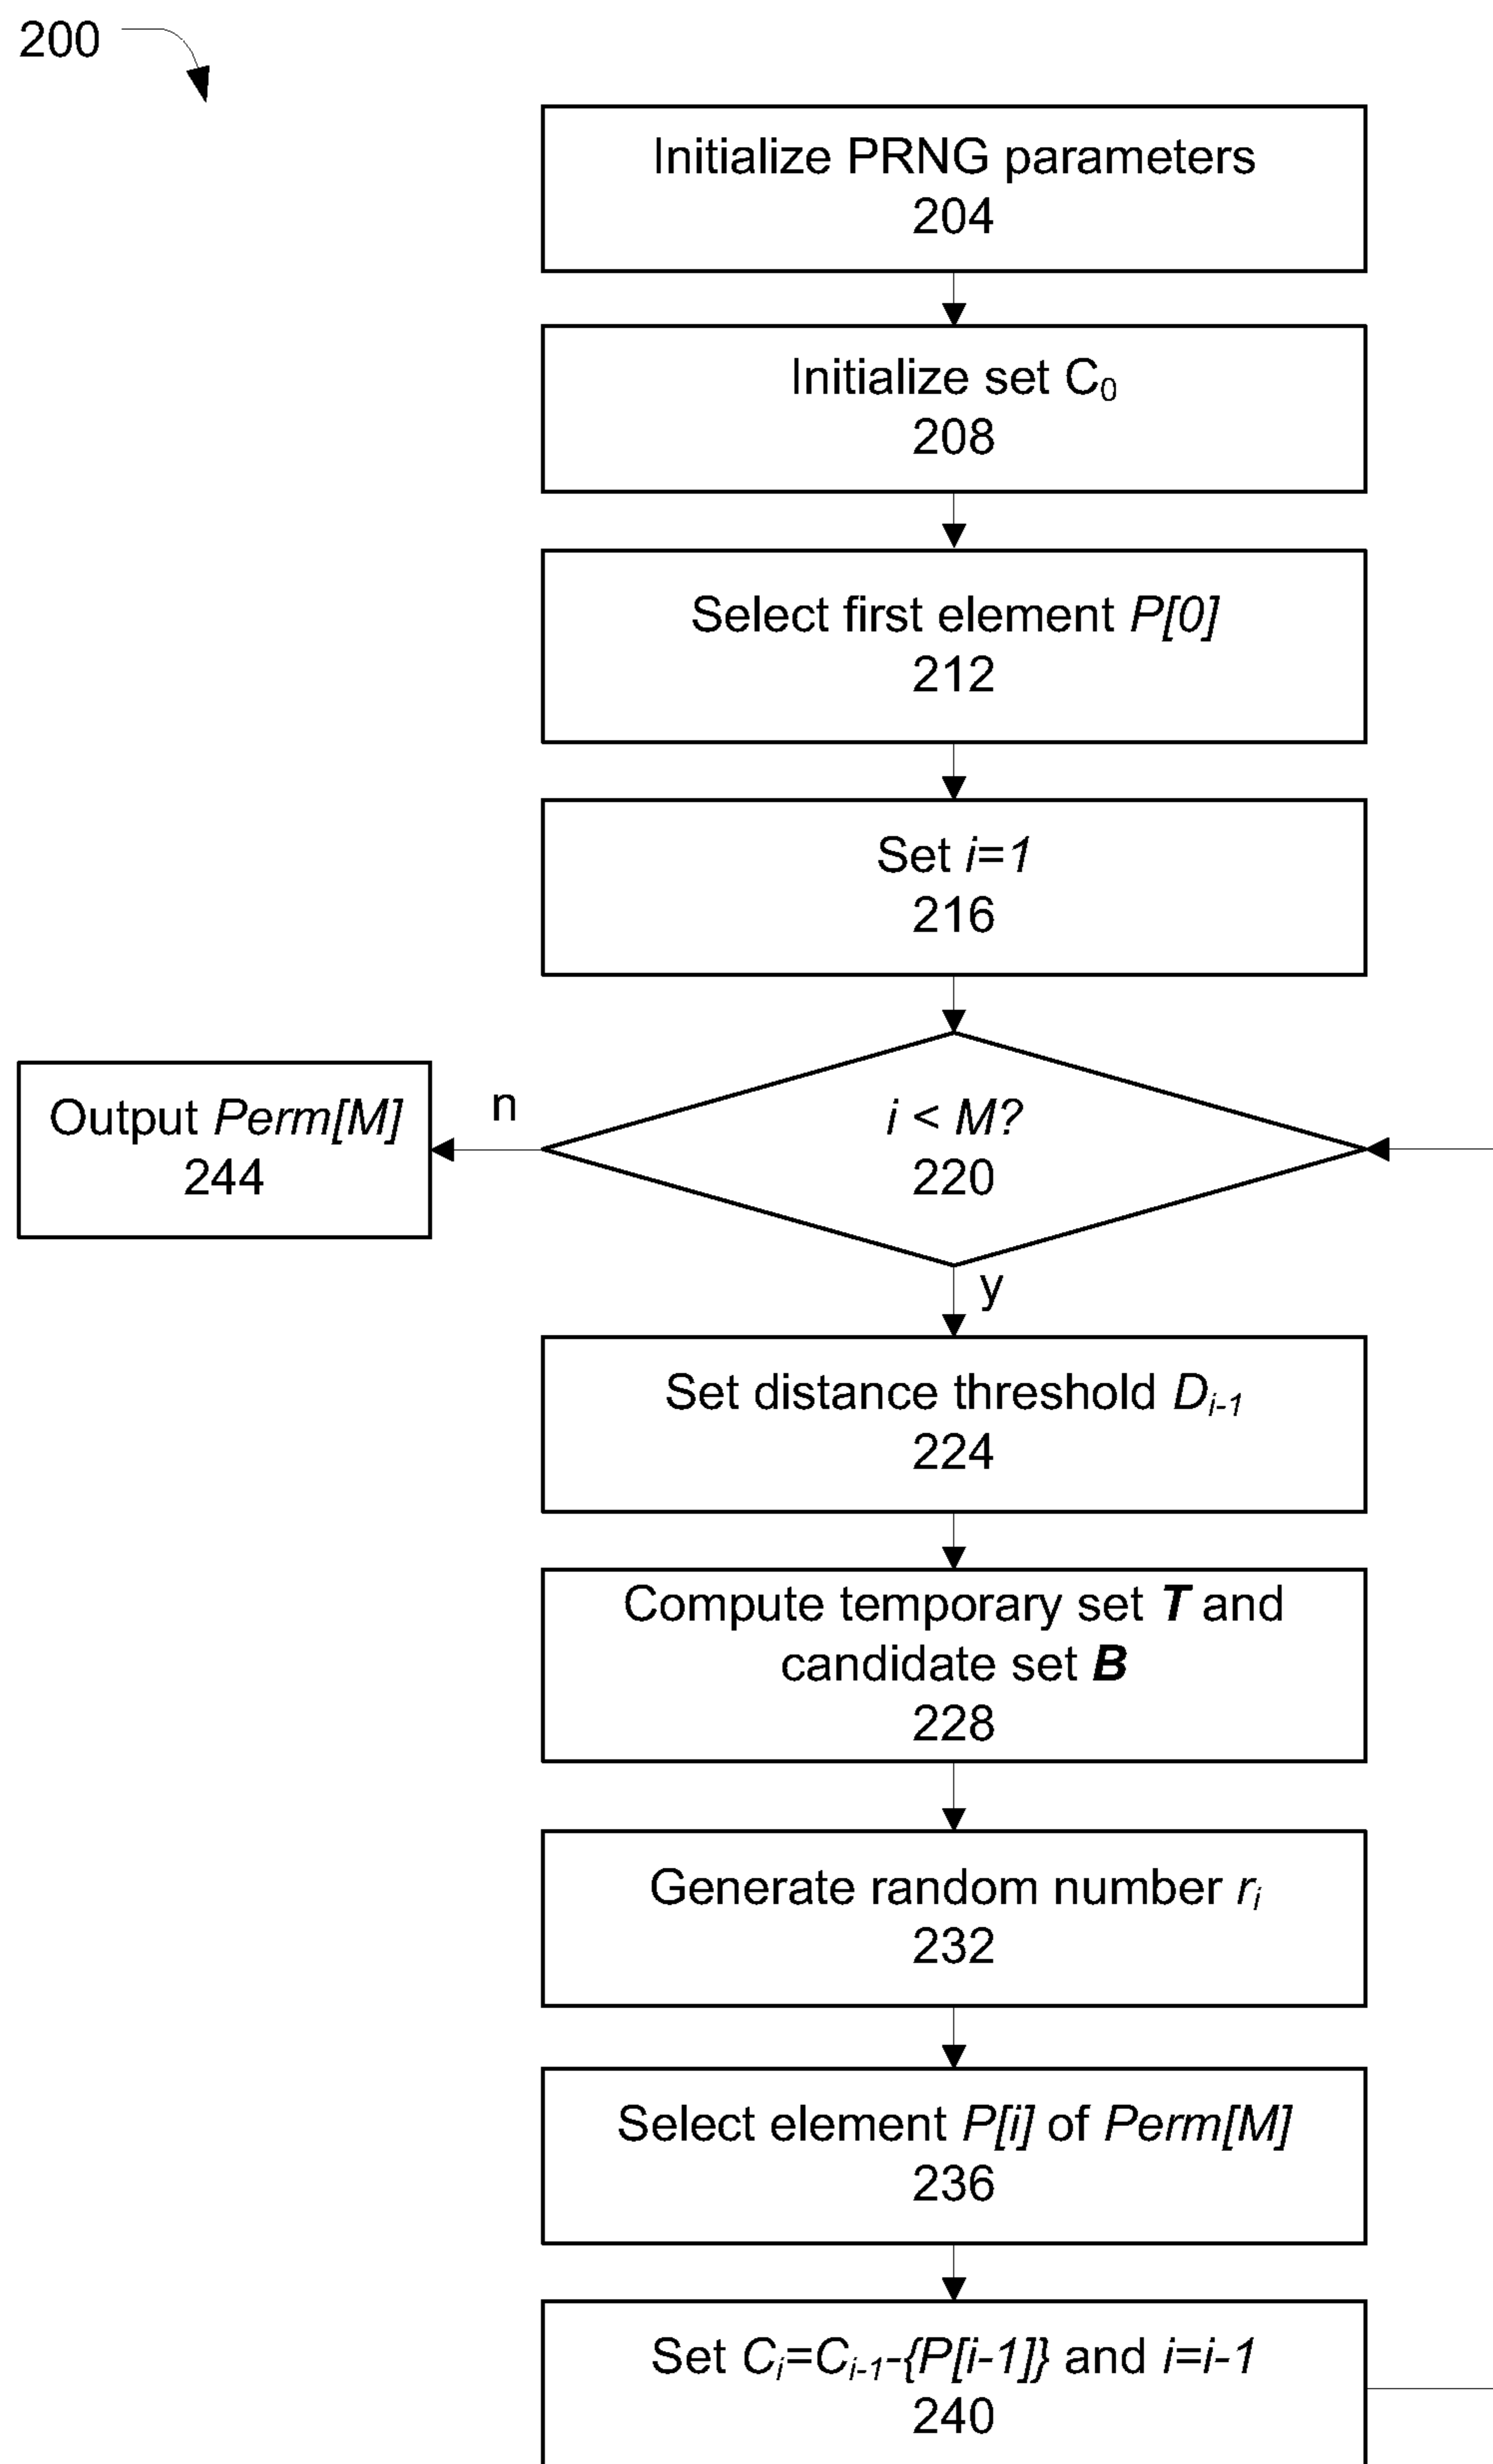 200
Initialize PRNG parameters
204
Initialize set C₀
208
Select first element P[0]
212
Set i=1
216
i < M?
220
n
Output Perm[M]
244
y
Set distance threshold Dᵢ₋₁
224
Compute temporary set T and
candidate set B
228
Generate random number rᵢ
232
Select element P[i] of Perm[M]
236
Set Cᵢ=Cᵢ₋₁-{P[i-1]} and i=i-1
240